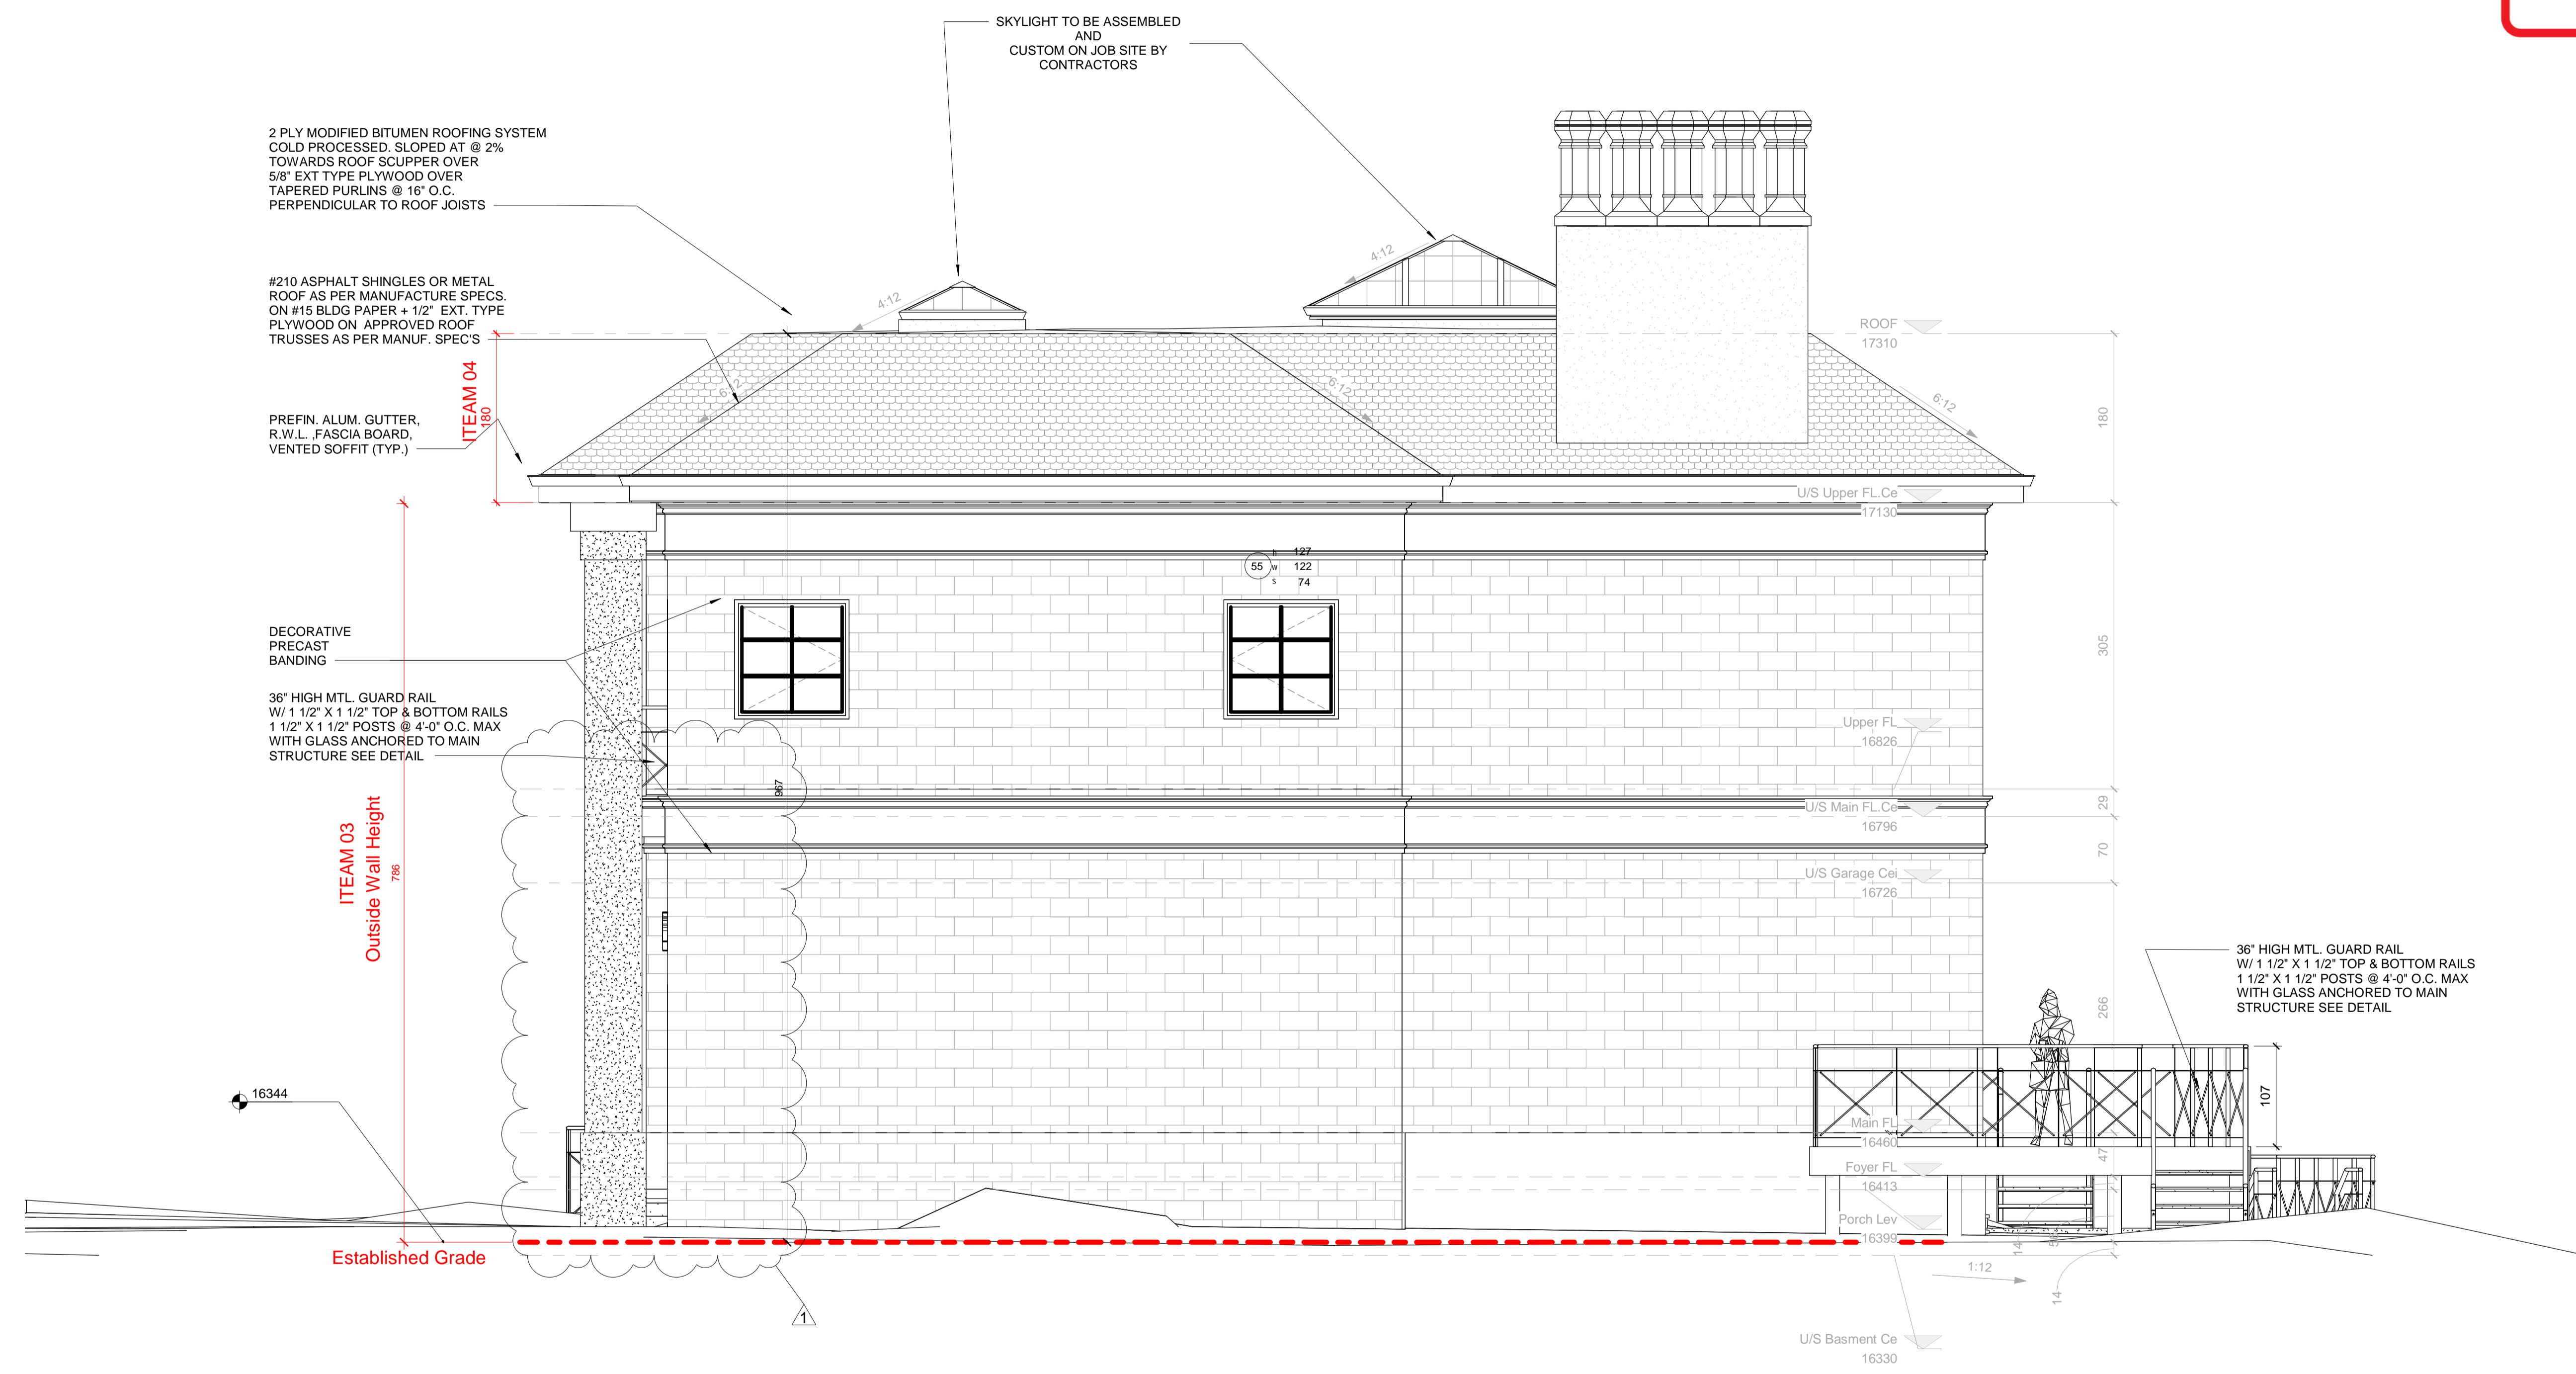 SKYLIGHT TO BE ASSEMBLED
AND
CUSTOM ON JOB SITE BY
CONTRACTORS
2 PLY MODIFIED BITUMEN ROOFING SYSTEM
COLD PROCESSED. SLOPED AT @ 2%
TOWARDS ROOF SCUPPER OVER
5/8" EXT TYPE PLYWOOD OVER
TAPERED PURLINS @ 16" O.C.
PERPENDICULAR TO ROOF JOISTS
#210 ASPHALT SHINGLES OR METAL
ROOF AS PER MANUFACTURE SPECS.
ON #15 BLDG PAPER + 1/2" EXT. TYPE
PLYWOOD ON APPROVED ROOF
TRUSSES AS PER MANUF. SPEC'S
ITEAM 04
180
PREFIN. ALUM. GUTTER,
R.W.L. ,FASCIA BOARD,
VENTED SOFFIT (TYP.)
4:12
4:12
6:12
6:12
6:12
ROOF
17310
180
U/S Upper FL.Ce
17130
55
h 127
w 122
s 74
305
DECORATIVE
PRECAST
BANDING
36" HIGH MTL. GUARD RAIL
W/ 1 1/2" X 1 1/2" TOP & BOTTOM RAILS
1 1/2" X 1 1/2" POSTS @ 4'-0" O.C. MAX
WITH GLASS ANCHORED TO MAIN
STRUCTURE SEE DETAIL
Upper FL
16826
967
29
U/S Main FL.Ce
16796
70
U/S Garage Cei
16726
ITEAM 03
Outside Wall Height
786
266
36" HIGH MTL. GUARD RAIL
W/ 1 1/2" X 1 1/2" TOP & BOTTOM RAILS
1 1/2" X 1 1/2" POSTS @ 4'-0" O.C. MAX
WITH GLASS ANCHORED TO MAIN
STRUCTURE SEE DETAIL
107
16344
Main FL
16460
47
Foyer FL
16413
Porch Lev
16399
14
Established Grade
1:12
14
1
U/S Basment Ce
16330